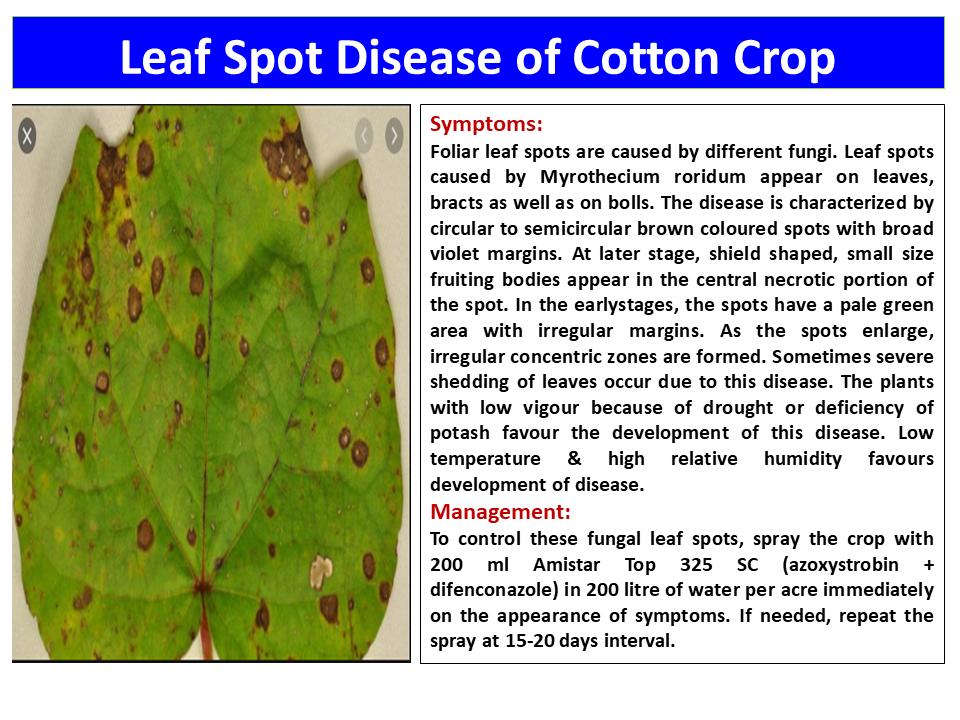 Leaf Spot Disease of Cotton Crop
Symptoms:
Foliar leaf spots are caused by different fungi. Leaf spots
caused by Myrothecium roridum appear on leaves,
bracts as well as on bolls. The disease is characterized by
circular to semicircular brown coloured spots with broad
violet margins. At later stage, shield shaped, small size
fruiting bodies appear in the central necrotic portion of
the spot. In the earlystages, the spots have a pale green
area with irregular margins. As the spots enlarge,
irregular concentric zones are formed. Sometimes severe
shedding of leaves occur due to this disease. The plants
with low vigour because of drought or deficiency of
potash favour the development of this disease. Low
temperature & high relative humidity favours
development of disease.
Management:
To control these fungal leaf spots, spray the crop with
200 ml Amistar Top 325 SC (azoxystrobin +
difenconazole) in 200 litre of water per acre immediately
on the appearance of symptoms. If needed, repeat the
spray at 15-20 days interval.